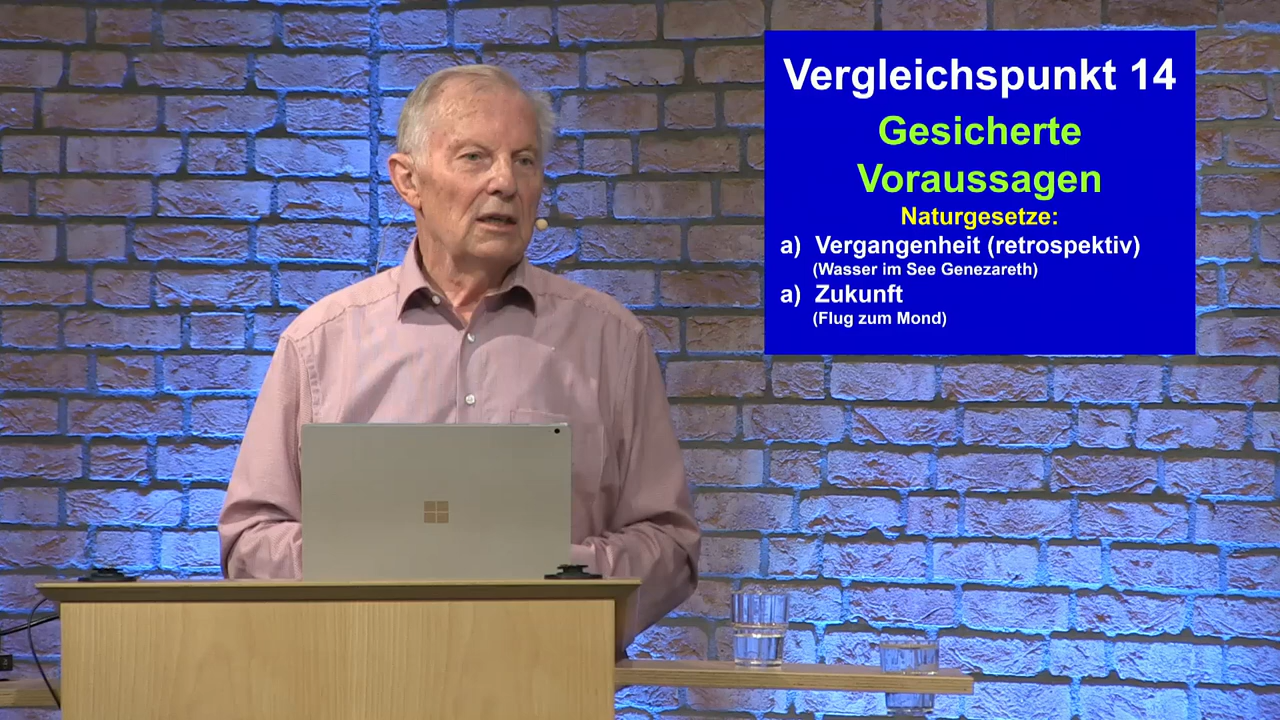 Vergleichspunkt 14
Gesicherte
Voraussagen
Naturgesetze:
a) Vergangenheit (retrospektiv)
(Wasser im See Genezareth)
a) Zukunft
(Flug zum Mond)